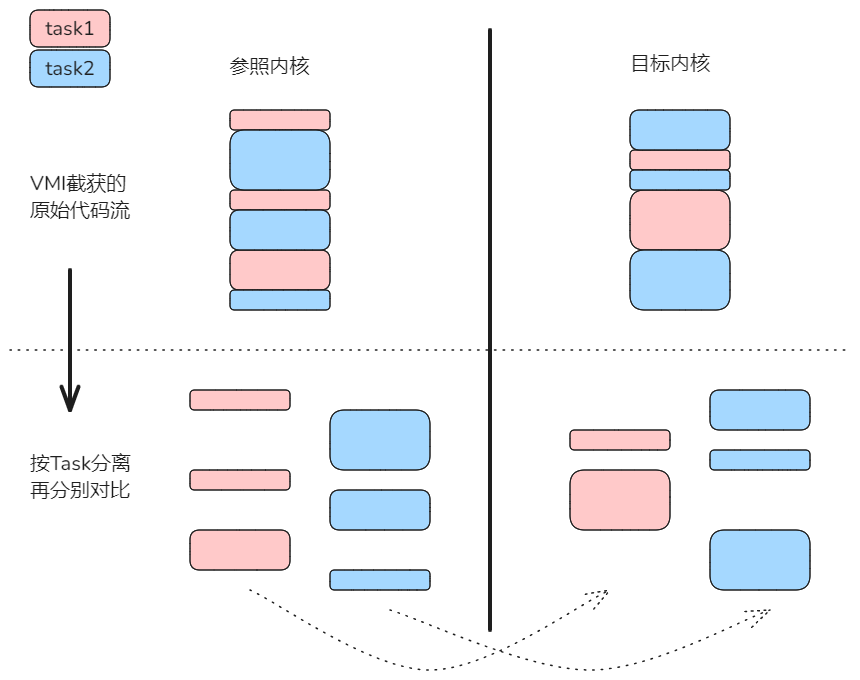 task1
task2
参照内核
目标内核
VMI截获的
原始代码流
按Task分离
再分别对比